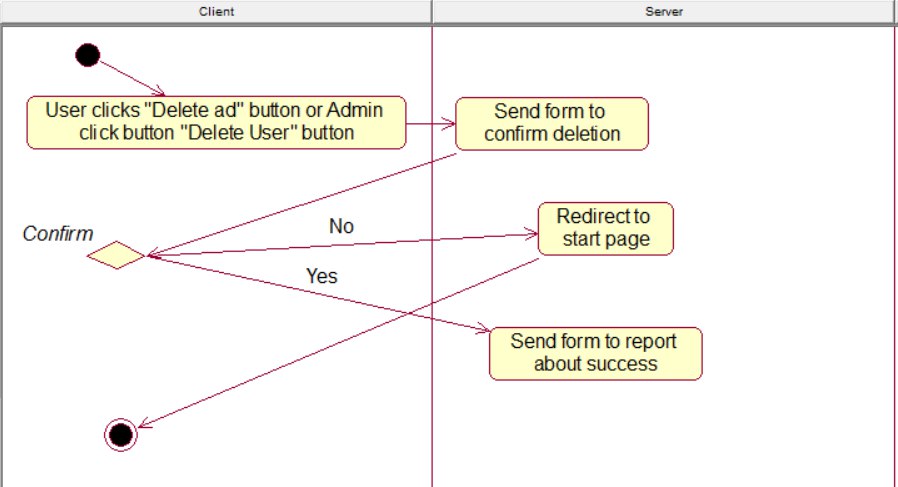 Client
Server
User clicks "Delete ad" button or Admin
click button "Delete User" button
Send form to
confirm deletion
Confirm
No
Redirect to
start page
Yes
Send form to report
about success